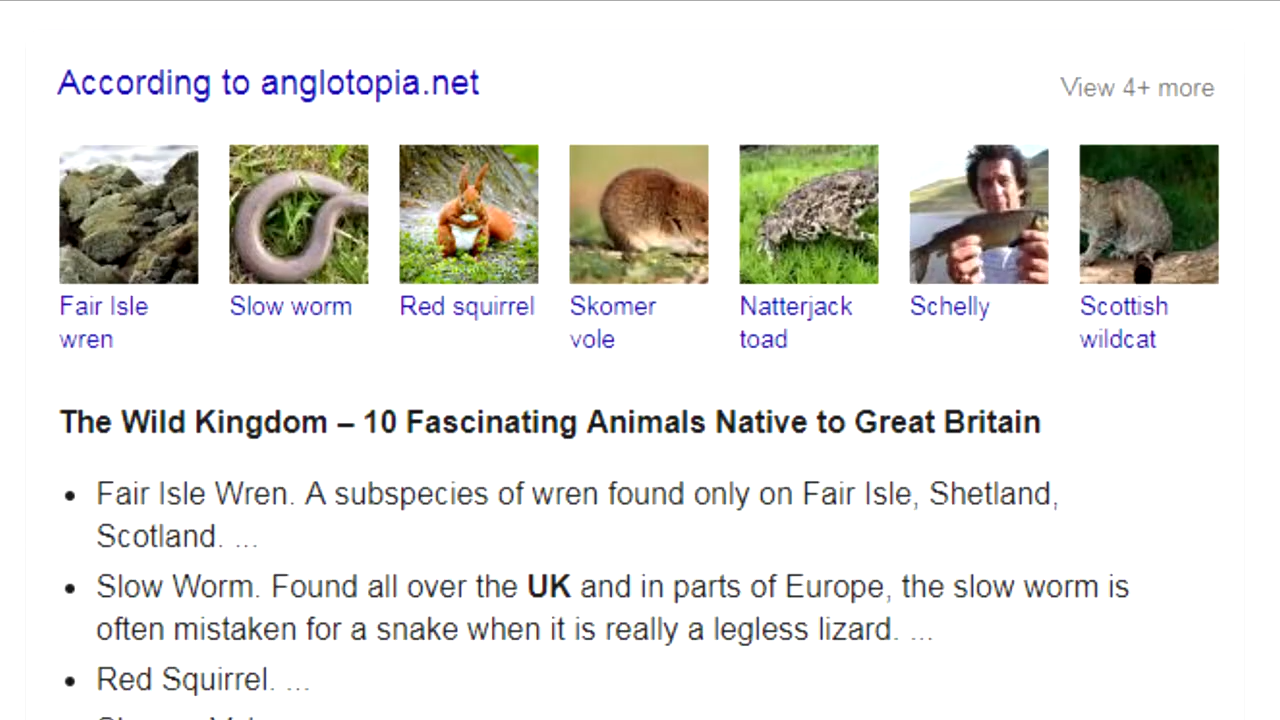 According to anglotopia.net
View 4+ more
Fair Isle
wren
Slow worm
Red squirrel
Skomer
vole
Natterjack
toad
Schelly
Scottish
wildcat
The Wild Kingdom – 10 Fascinating Animals Native to Great Britain
• Fair Isle Wren. A subspecies of wren found only on Fair Isle, Shetland,
Scotland. ...
• Slow Worm. Found all over the UK and in parts of Europe, the slow worm is
often mistaken for a snake when it is really a legless lizard. ...
• Red Squirrel. ...